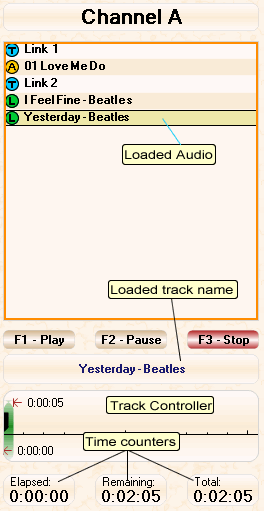 Channel A
T Link 1
A 01 Love Me Do
T Link 2
L I Feel Fine - Beatles
L Yesterday - Beatles
Loaded Audio
Loaded track name
F1 - Play F2 - Pause F3 - Stop
Yesterday - Beatles
0:00:05
Track Controller
Time counters
0:00:00
Elapsed: Remaining: Total:
0:00:00 0:02:05 0:02:05